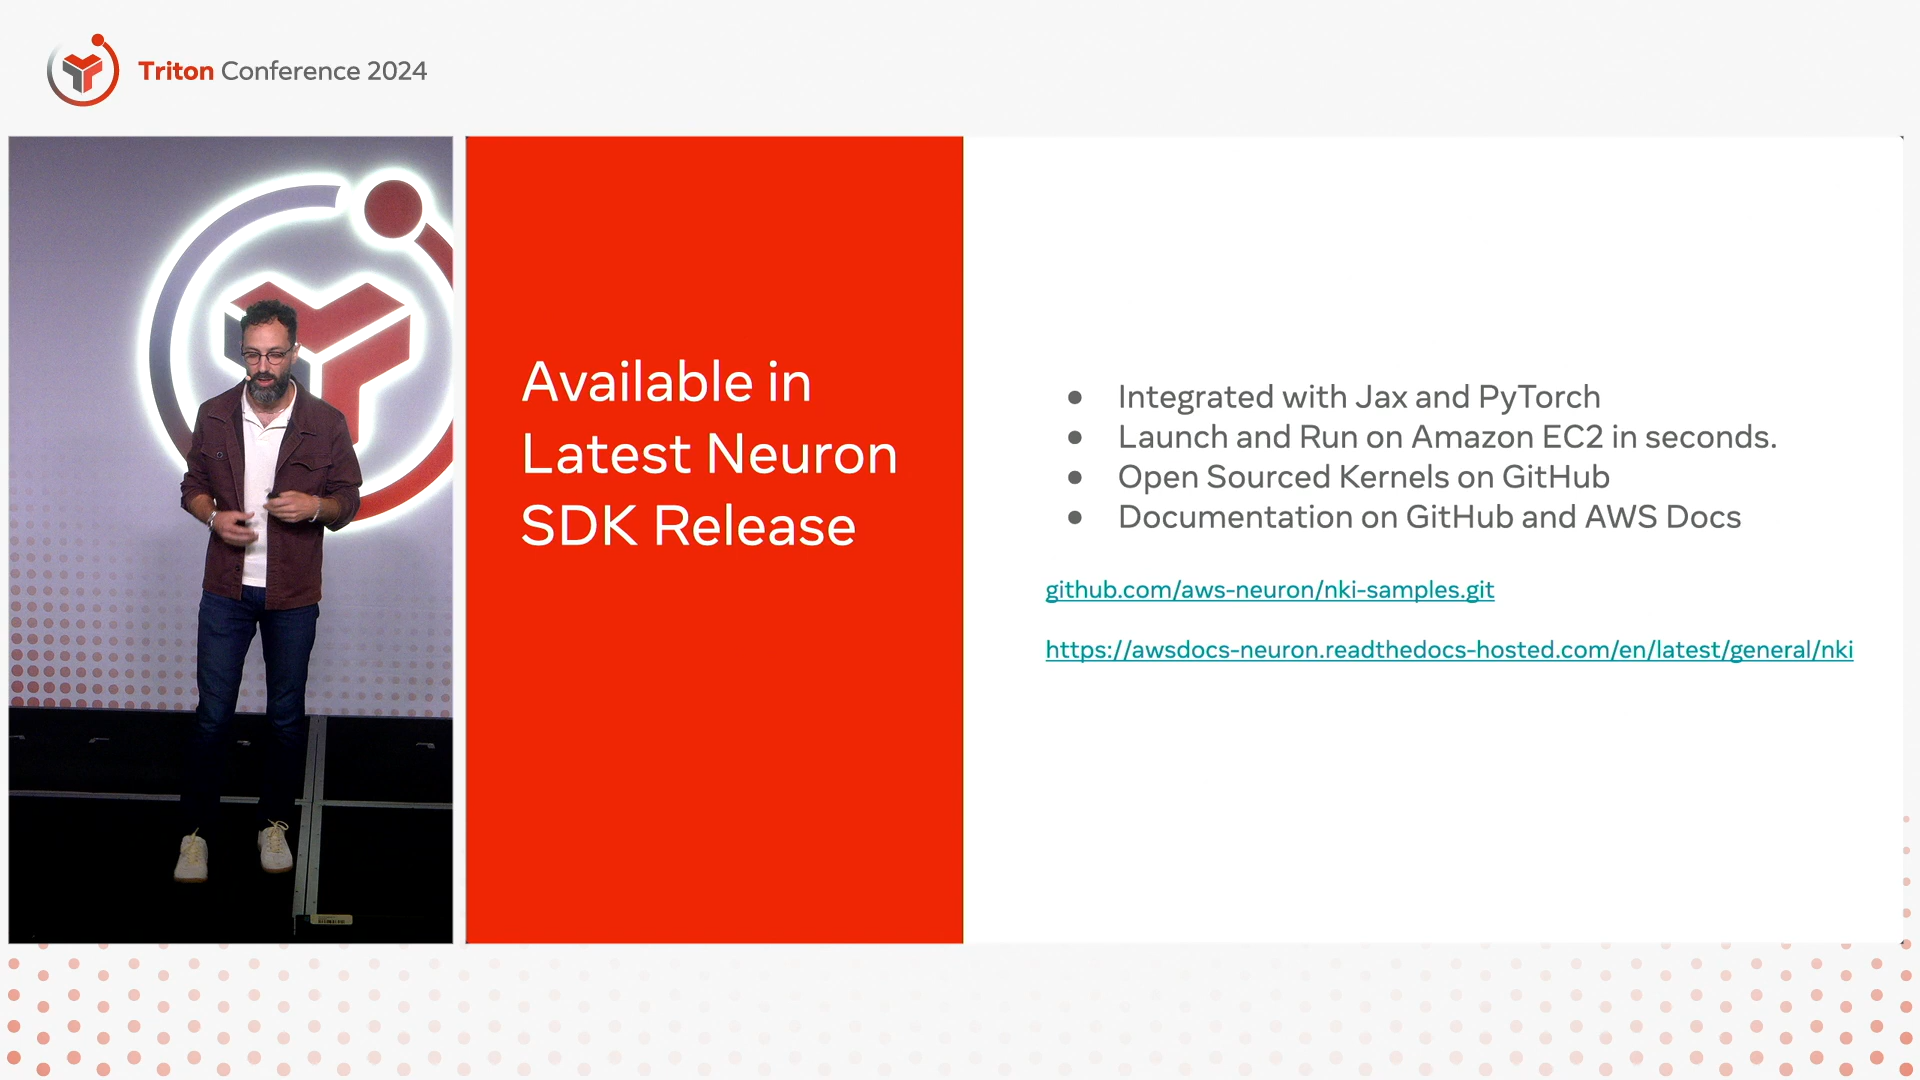 Triton Conference 2024
Available in
Latest Neuron
SDK Release
● Integrated with Jax and PyTorch
● Launch and Run on Amazon EC2 in seconds.
● Open Sourced Kernels on GitHub
● Documentation on GitHub and AWS Docs
github.com/aws-neuron/nki-samples.git
https://awsdocs-neuron.readthedocs-hosted.com/en/latest/general/nki